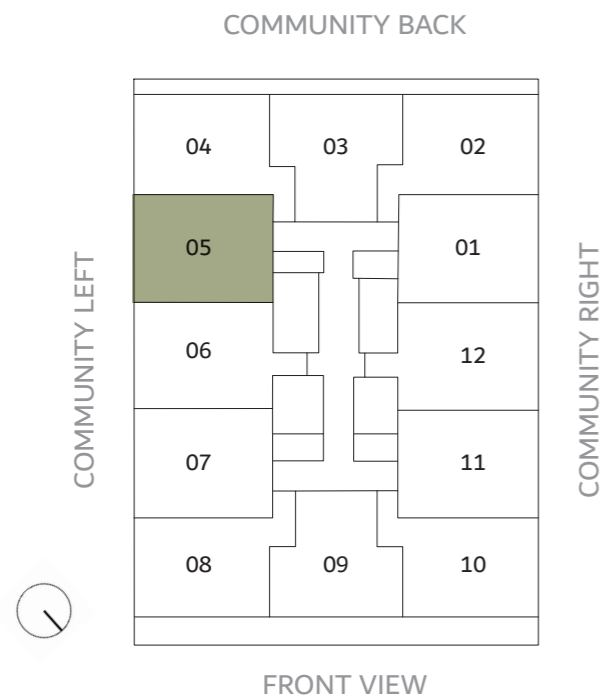 COMMUNITY BACK
04 03 02
05 01
COMMUNITY LEFT
COMMUNITY RIGHT
06 12
07 11
08 09 10
FRONT VIEW